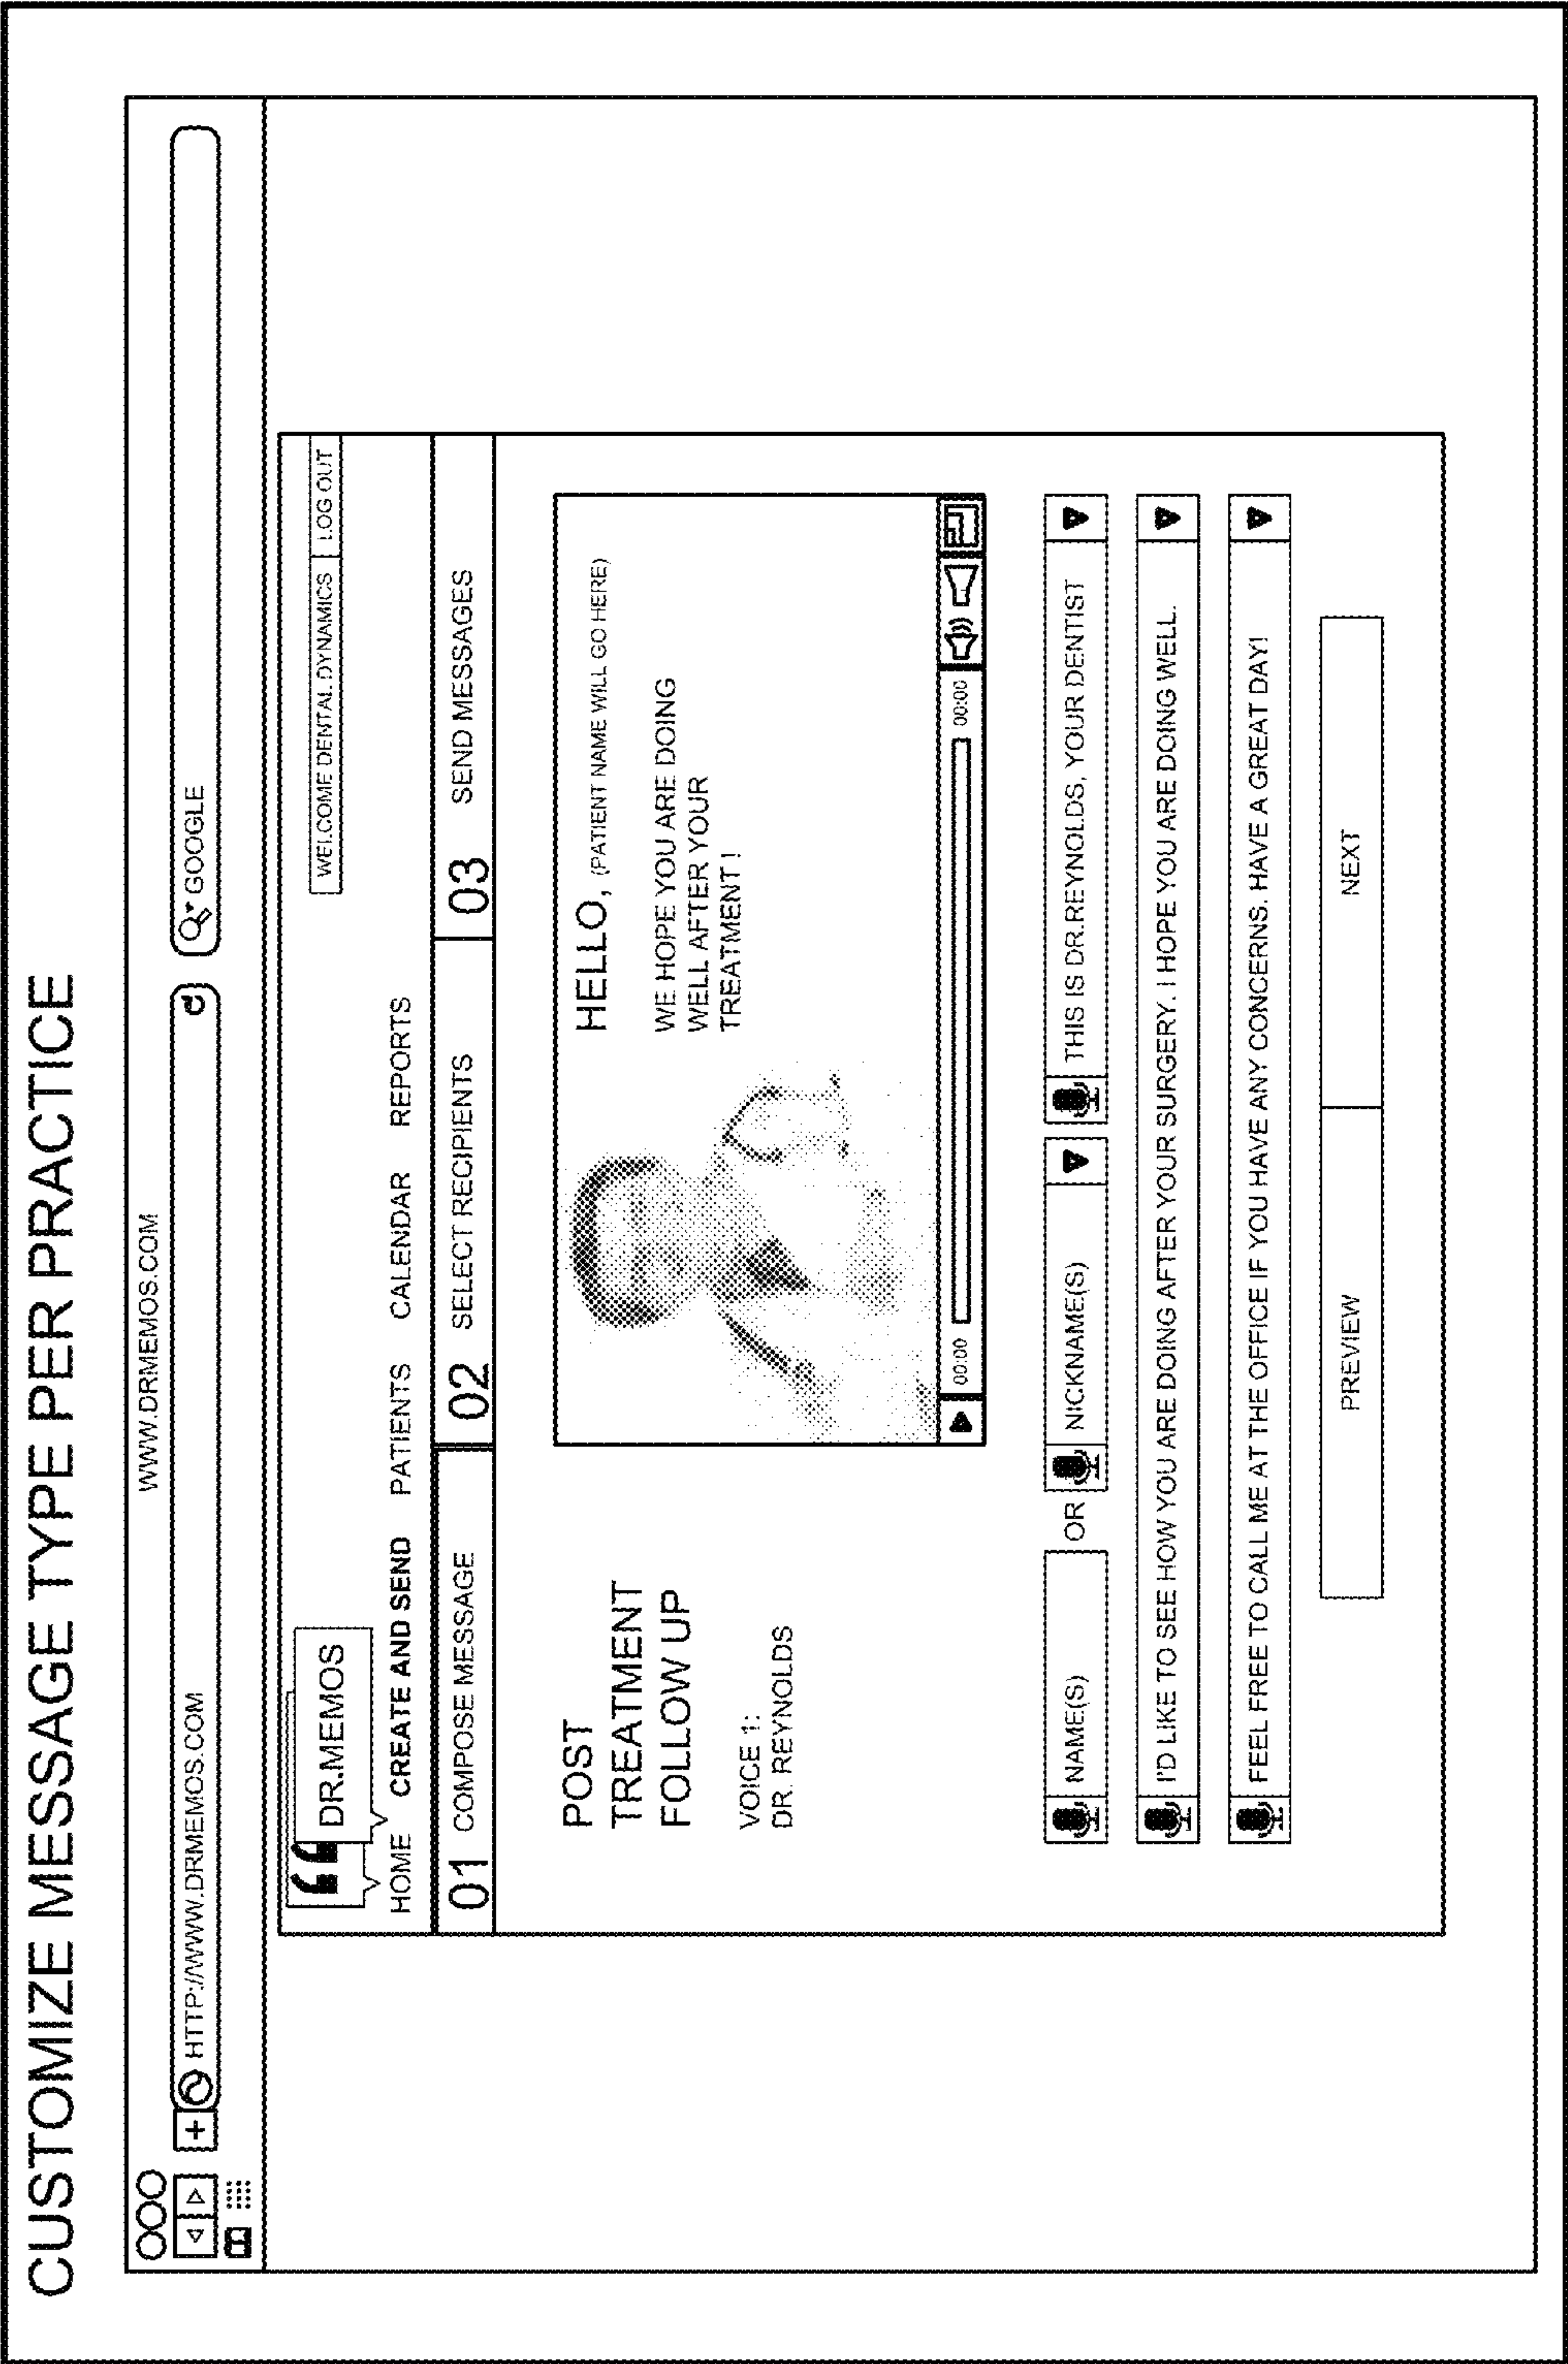 CUSTOMIZE MESSAGE TYPE PER PRACTICE
WWW.DRMEMOS.COM
HTTP://WWW.DRMEMOS.COM
GOOGLE
DR.MEMOS
WELCOME DENTAL DYNAMICS LOG OUT
HOME CREATE AND SEND PATIENTS CALENDAR REPORTS
01 COMPOSE MESSAGE 02 SELECT RECIPIENTS 03 SEND MESSAGES
POST
TREATMENT
FOLLOW UP
VOICE 1:
DR. REYNOLDS
HELLO, (PATIENT NAME WILL GO HERE)
WE HOPE YOU ARE DOING
WELL AFTER YOUR
TREATMENT !
00:00 00:00
NAME(S) OR NICKNAME(S) THIS IS DR.REYNOLDS, YOUR DENTIST
I'D LIKE TO SEE HOW YOU ARE DOING AFTER YOUR SURGERY. I HOPE YOU ARE DOING WELL.
FEEL FREE TO CALL ME AT THE OFFICE IF YOU HAVE ANY CONCERNS. HAVE A GREAT DAY!
PREVIEW NEXT